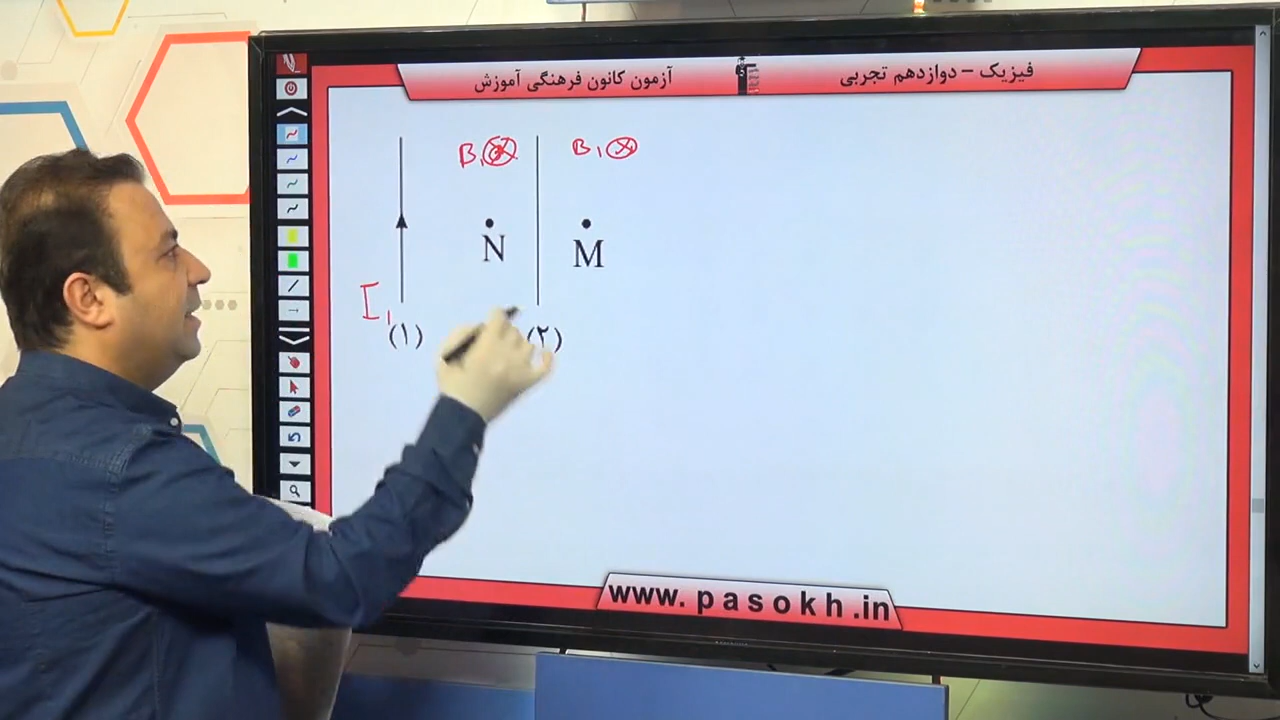 فیزیک – دوازدهم تجربی
آزمون کانون فرهنگی آموزش
B₁ ⊗
B₁ ⊗
N
M
I₁
(۱)
(۲)
www.pasokh.in